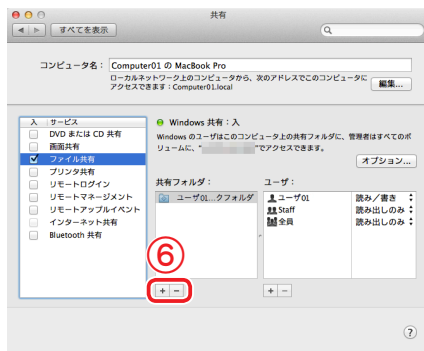 共有
すべてを表示
コンピュータ名： Computer01 の MacBook Pro
ローカルネットワーク上のコンピュータから、次のアドレスでこのコンピュータに
アクセスできます：Computer01.local
編集...
入 サービス
DVD または CD 共有
画面共有
ファイル共有
プリンタ共有
リモートログイン
リモートマネージメント
リモートアップルイベント
インターネット共有
Bluetooth 共有
Windows 共有：入
Windows のユーザはこのコンピュータ上の共有フォルダに、管理者はすべてのボ
リュームに、“ ”でアクセスできます。
オプション...
共有フォルダ：
ユーザ01...クフォルダ
ユーザ：
ユーザ01 読み／書き
Staff 読み出しのみ
全員 読み出しのみ
⑥
+ −
+ −
?